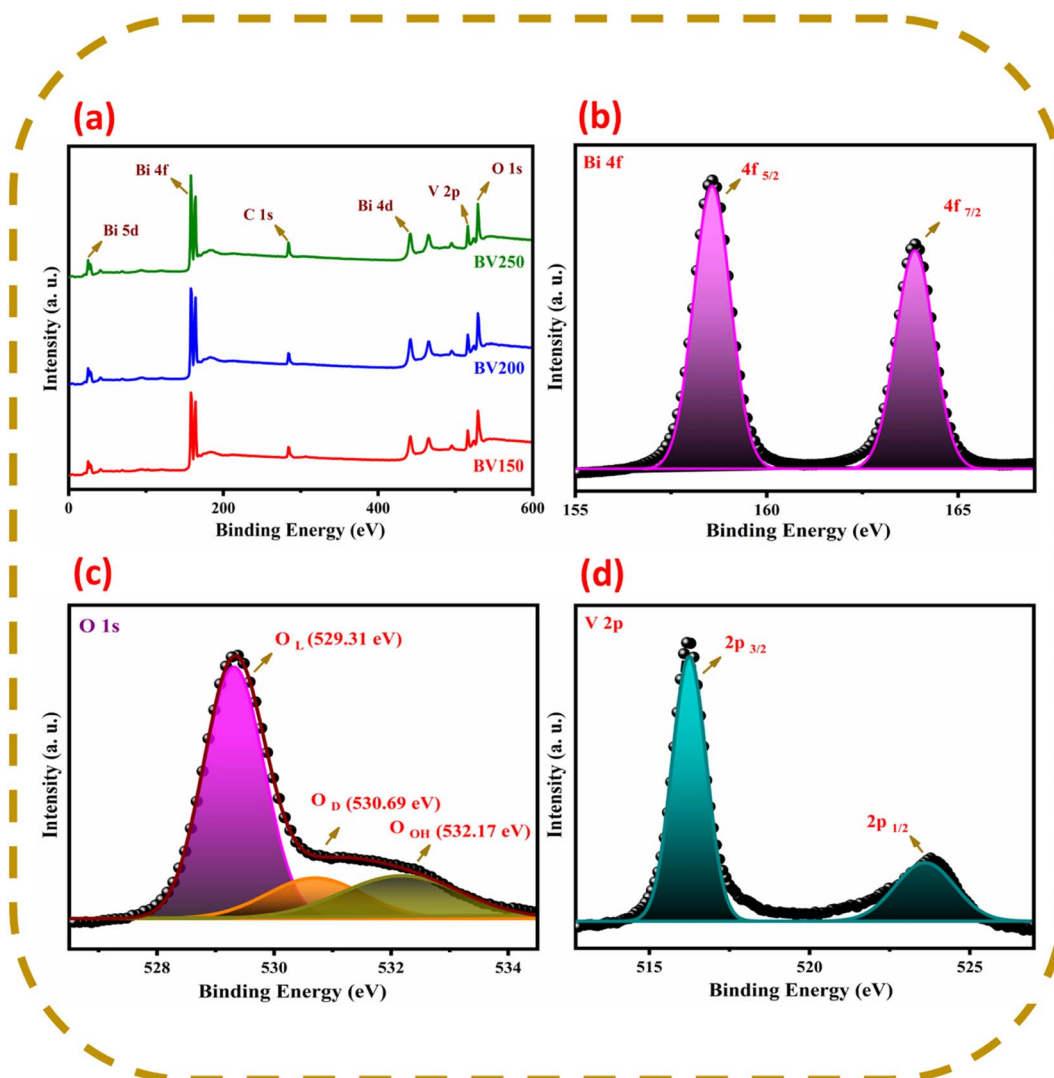 (a)
Bi 5d
Bi 4f
C 1s
Bi 4d
V 2p
O 1s
BV250
BV200
BV150
Intensity (a. u.)
0 200 400 600
Binding Energy (eV)
(b)
Bi 4f
4f 5/2
4f 7/2
Intensity (a. u.)
155 160 165
Binding Energy (eV)
(c)
O 1s
O L (529.31 eV)
O D (530.69 eV)
O OH (532.17 eV)
Intensity (a. u.)
528 530 532 534
Binding Energy (eV)
(d)
V 2p
2p 3/2
2p 1/2
Intensity (a. u.)
515 520 525
Binding Energy (eV)